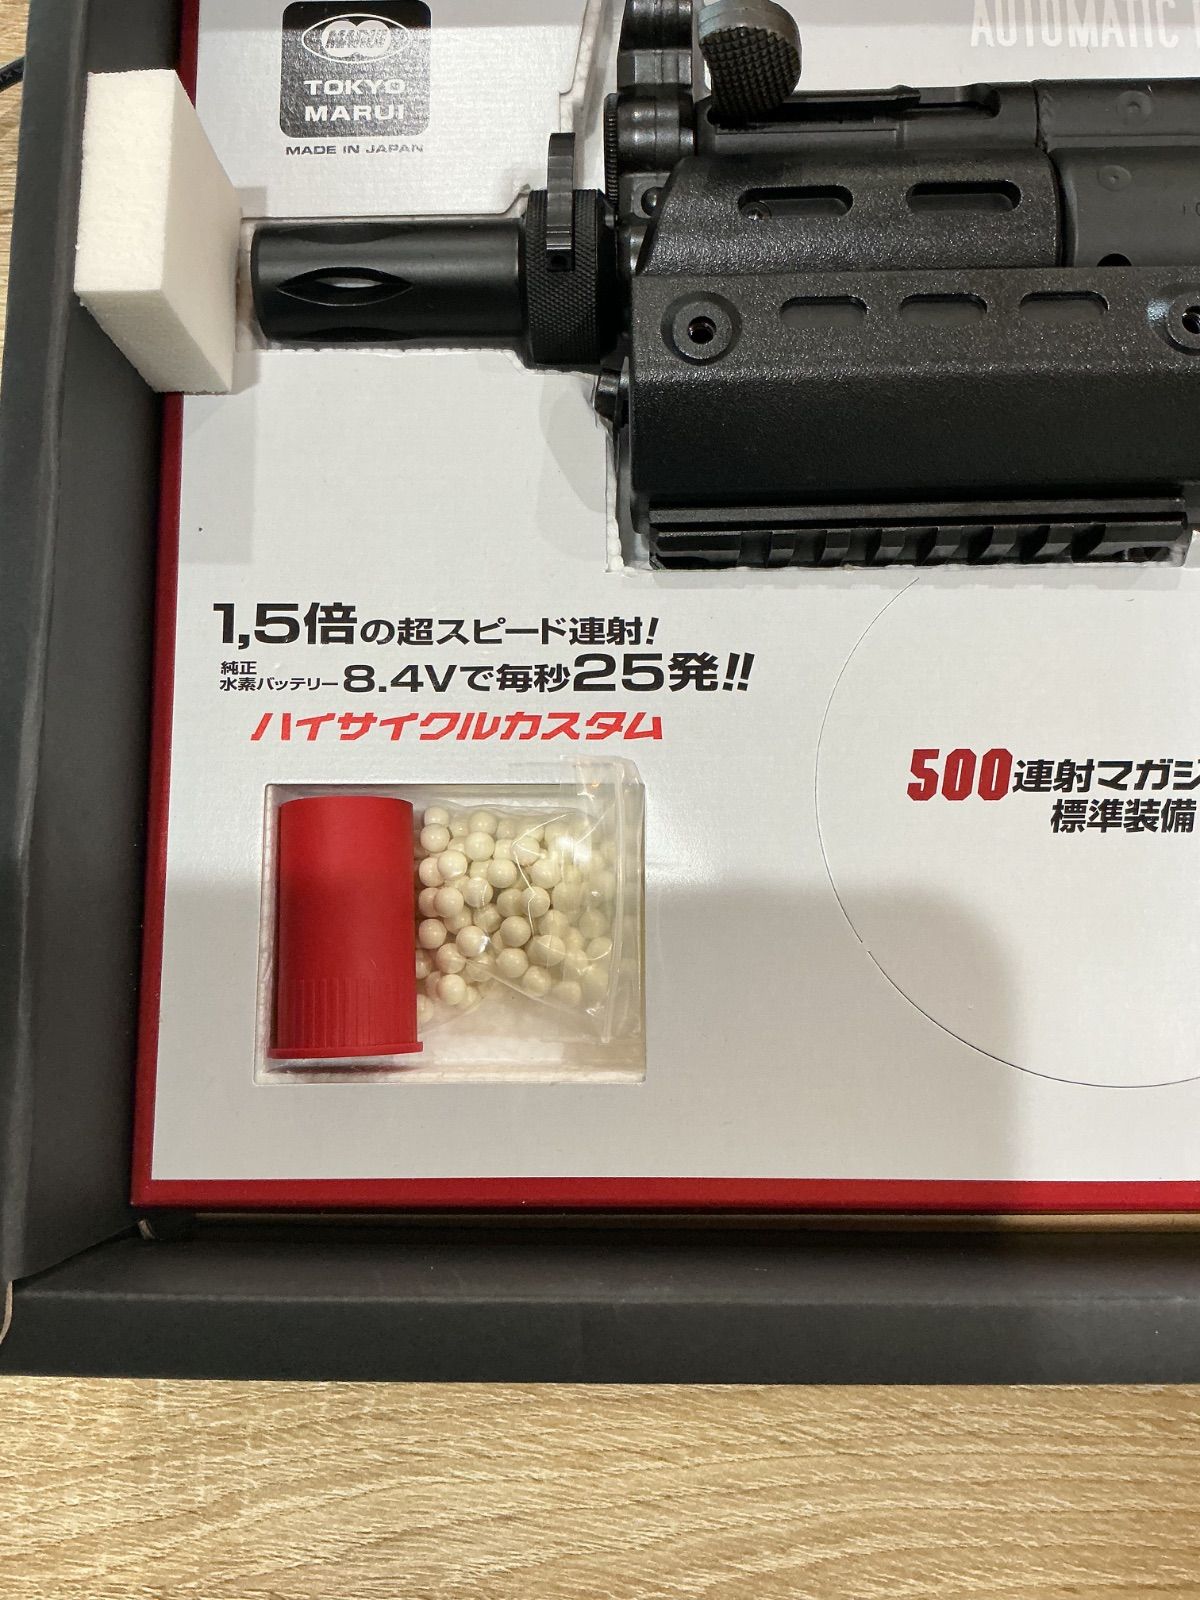 AUTOMATIC
MARUI
TOKYO
MARUI
MADE IN JAPAN
1,5倍の超スピード連射!
純正
水素バッテリー8.4Vで毎秒25発!!
ハイサイクルカスタム
500連射マガジ
標準装備